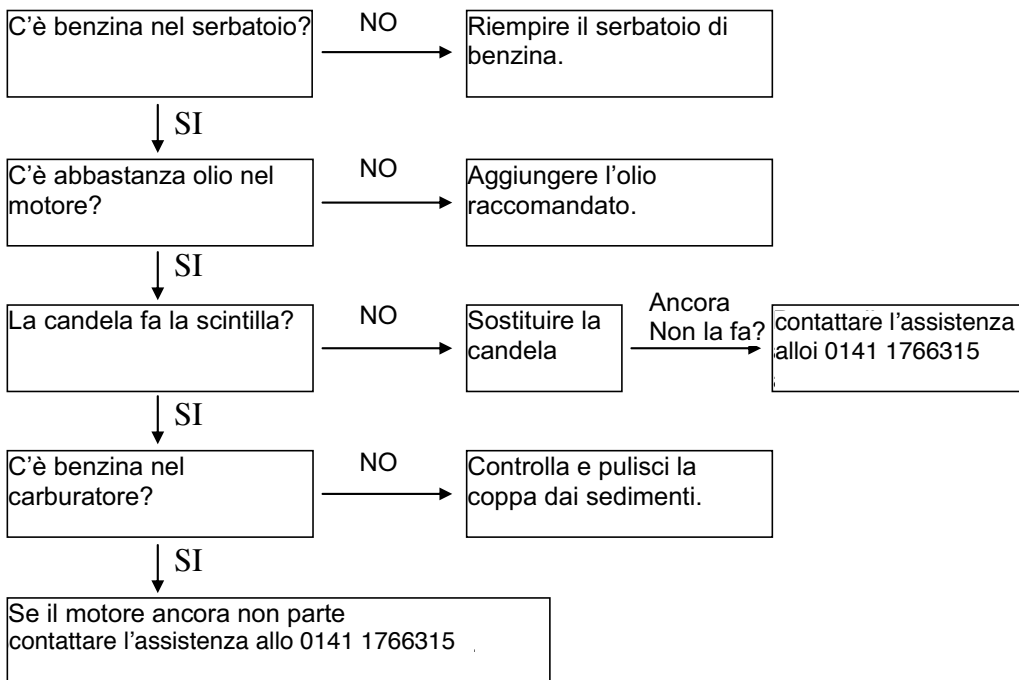 C'è benzina nel serbatoio?
NO
Riempire il serbatoio di
benzina.
SI
C'è abbastanza olio nel
motore?
NO
Aggiungere l'olio
raccomandato.
SI
La candela fa la scintilla?
NO
Sostituire la
candela
Ancora
Non la fa?
contattare l'assistenza
alloi 0141 1766315
SI
C'è benzina nel
carburatore?
NO
Controlla e pulisci la
coppa dai sedimenti.
SI
Se il motore ancora non parte
contattare l'assistenza allo 0141 1766315